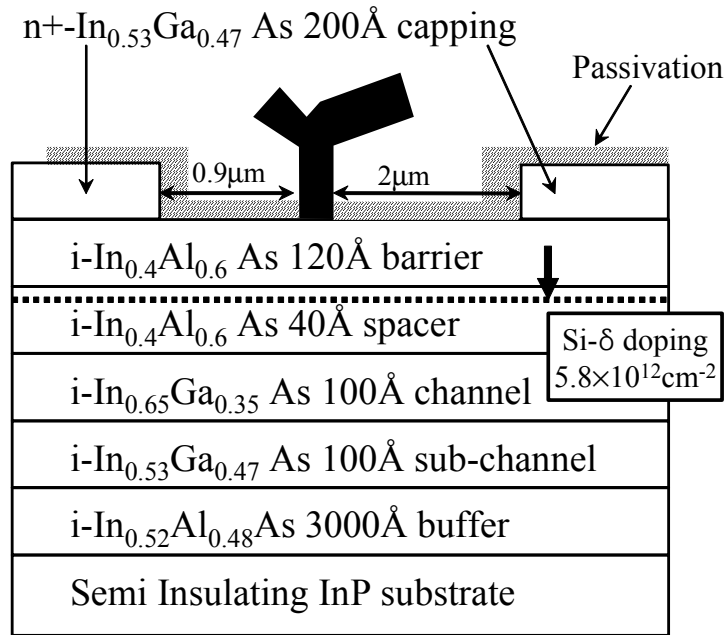 n+-In0.53Ga0.47 As 200Å capping
Passivation
0.9μm
2μm
i-In0.4Al0.6 As 120Å barrier
i-In0.4Al0.6 As 40Å spacer
Si-δ doping
5.8×10¹²cm⁻²
i-In0.65Ga0.35 As 100Å channel
i-In0.53Ga0.47 As 100Å sub-channel
i-In0.52Al0.48As 3000Å buffer
Semi Insulating InP substrate